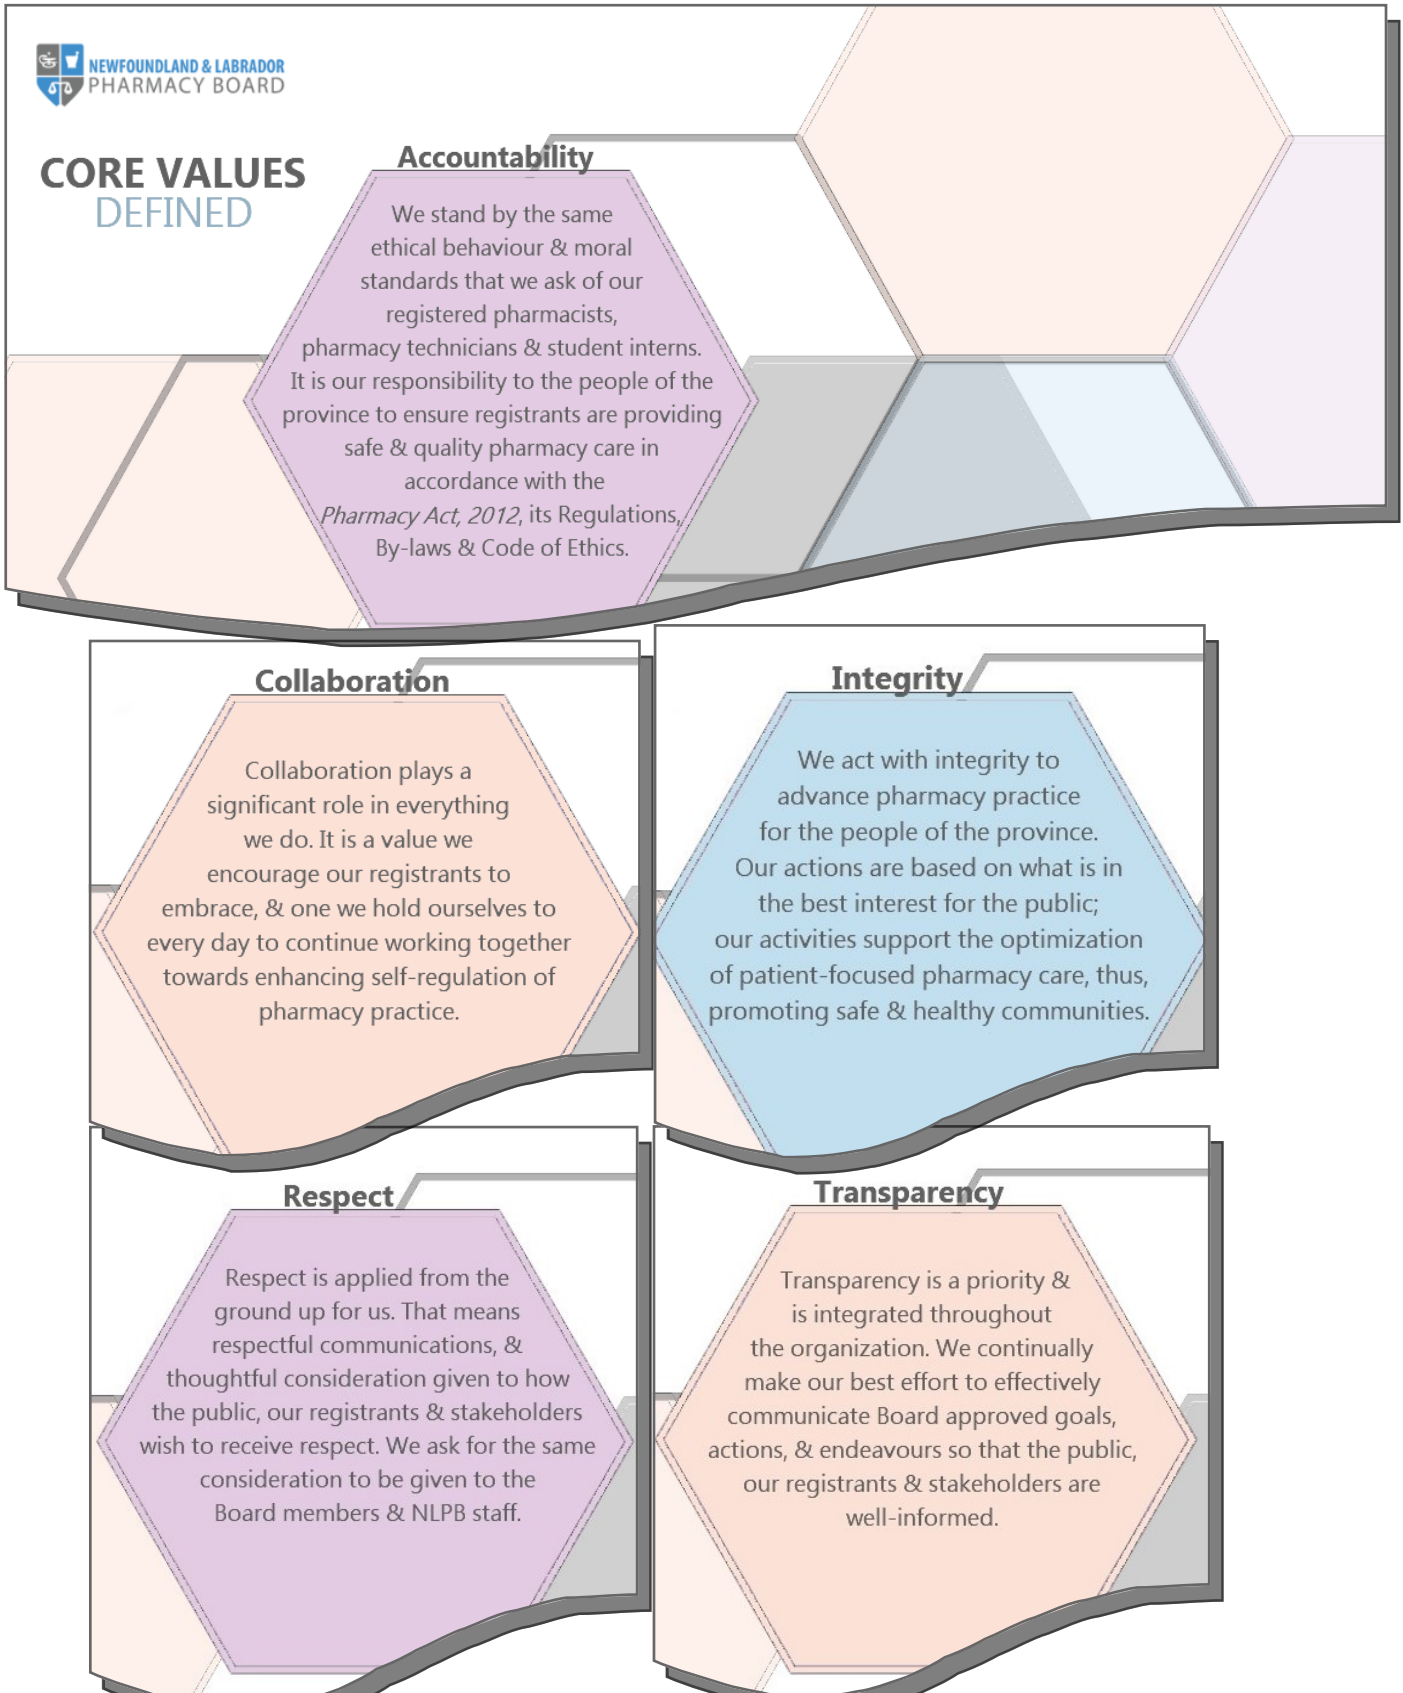 NEWFOUNDLAND & LABRADOR
PHARMACY BOARD
CORE VALUES
DEFINED
Accountability
We stand by the same
ethical behaviour & moral
standards that we ask of our
registered pharmacists,
pharmacy technicians & student interns.
It is our responsibility to the people of the
province to ensure registrants are providing
safe & quality pharmacy care in
accordance with the
Pharmacy Act, 2012, its Regulations,
By-laws & Code of Ethics.
Collaboration
Collaboration plays a
significant role in everything
we do. It is a value we
encourage our registrants to
embrace, & one we hold ourselves to
every day to continue working together
towards enhancing self-regulation of
pharmacy practice.
Integrity
We act with integrity to
advance pharmacy practice
for the people of the province.
Our actions are based on what is in
the best interest for the public;
our activities support the optimization
of patient-focused pharmacy care, thus,
promoting safe & healthy communities.
Respect
Respect is applied from the
ground up for us. That means
respectful communications, &
thoughtful consideration given to how
the public, our registrants & stakeholders
wish to receive respect. We ask for the same
consideration to be given to the
Board members & NLPB staff.
Transparency
Transparency is a priority &
is integrated throughout
the organization. We continually
make our best effort to effectively
communicate Board approved goals,
actions, & endeavours so that the public,
our registrants & stakeholders are
well-informed.